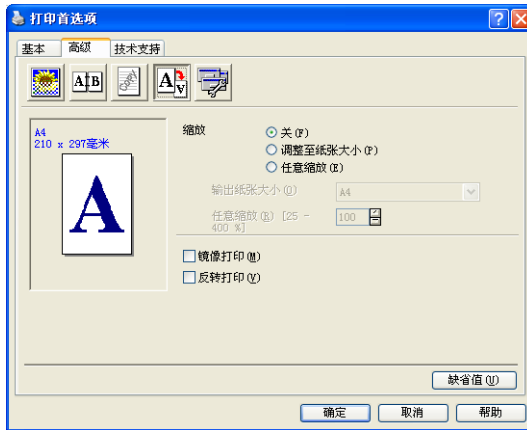 打印首选项
基本 高级 技术支持
A B
A
A4
210 x 297毫米
A
缩放
关(F)
调整至纸张大小(P)
任意缩放(E)
输出纸张大小(O) A4
任意缩放(R) [25 - 400 %] 100
镜像打印(M)
反转打印(V)
缺省值(U)
确定 取消 帮助